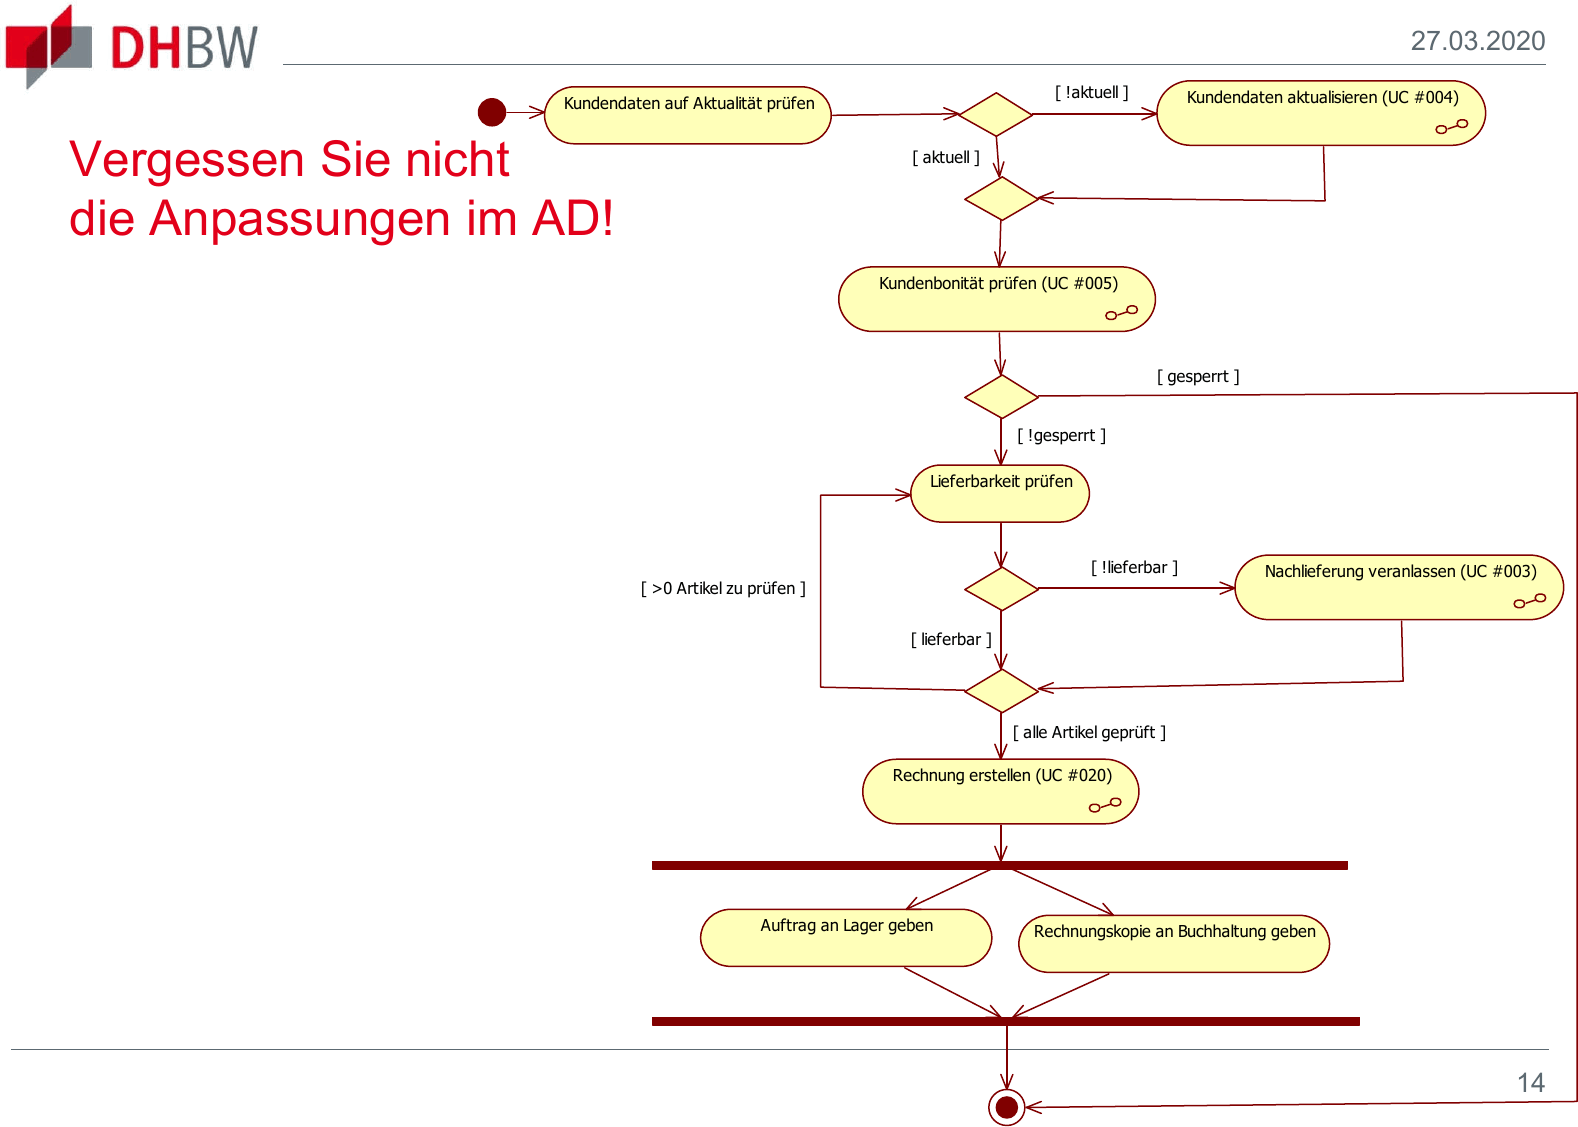 DHBW
27.03.2020
Vergessen Sie nicht
die Anpassungen im AD!
Kundendaten auf Aktualität prüfen
[ !aktuell ]
Kundendaten aktualisieren (UC #004)
[ aktuell ]
Kundenbonität prüfen (UC #005)
[ gesperrt ]
[ !gesperrt ]
Lieferbarkeit prüfen
[ !lieferbar ]
Nachlieferung veranlassen (UC #003)
[ >0 Artikel zu prüfen ]
[ lieferbar ]
[ alle Artikel geprüft ]
Rechnung erstellen (UC #020)
Auftrag an Lager geben
Rechnungskopie an Buchhaltung geben
14